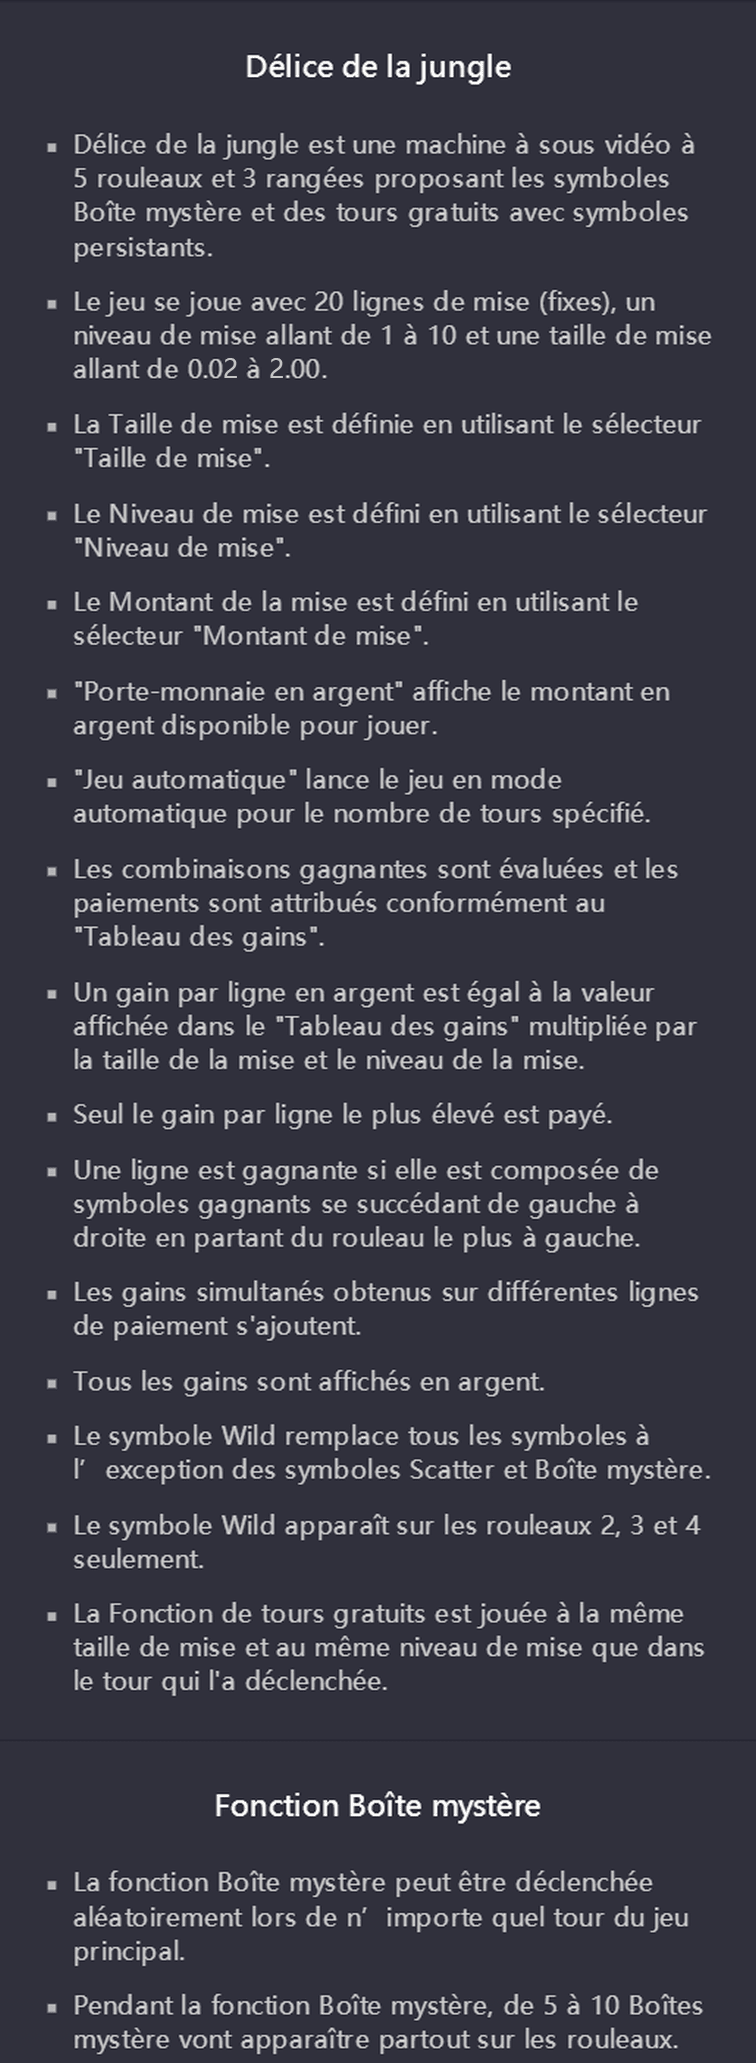 Délice de la jungle
▪ Délice de la jungle est une machine à sous vidéo à
5 rouleaux et 3 rangées proposant les symboles
Boîte mystère et des tours gratuits avec symboles
persistants.
▪ Le jeu se joue avec 20 lignes de mise (fixes), un
niveau de mise allant de 1 à 10 et une taille de mise
allant de 0.02 à 2.00.
▪ La Taille de mise est définie en utilisant le sélecteur
"Taille de mise".
▪ Le Niveau de mise est défini en utilisant le sélecteur
"Niveau de mise".
▪ Le Montant de la mise est défini en utilisant le
sélecteur "Montant de mise".
▪ "Porte-monnaie en argent" affiche le montant en
argent disponible pour jouer.
▪ "Jeu automatique" lance le jeu en mode
automatique pour le nombre de tours spécifié.
▪ Les combinaisons gagnantes sont évaluées et les
paiements sont attribués conformément au
"Tableau des gains".
▪ Un gain par ligne en argent est égal à la valeur
affichée dans le "Tableau des gains" multipliée par
la taille de la mise et le niveau de la mise.
▪ Seul le gain par ligne le plus élevé est payé.
▪ Une ligne est gagnante si elle est composée de
symboles gagnants se succédant de gauche à
droite en partant du rouleau le plus à gauche.
▪ Les gains simultanés obtenus sur différentes lignes
de paiement s'ajoutent.
▪ Tous les gains sont affichés en argent.
▪ Le symbole Wild remplace tous les symboles à
l’ exception des symboles Scatter et Boîte mystère.
▪ Le symbole Wild apparaît sur les rouleaux 2, 3 et 4
seulement.
▪ La Fonction de tours gratuits est jouée à la même
taille de mise et au même niveau de mise que dans
le tour qui l'a déclenchée.
Fonction Boîte mystère
▪ La fonction Boîte mystère peut être déclenchée
aléatoirement lors de n’ importe quel tour du jeu
principal.
▪ Pendant la fonction Boîte mystère, de 5 à 10 Boîtes
mystère vont apparaître partout sur les rouleaux.